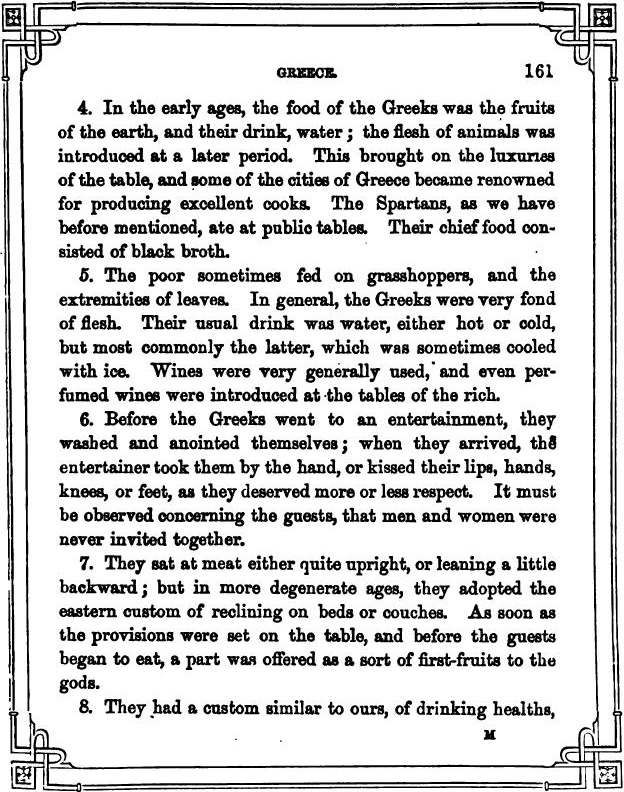 GREECE. 161
4. In the early ages, the food of the Greeks was the fruits
of the earth, and their drink, water; the flesh of animals was
introduced at a later period. This brought on the luxuries
of the table, and some of the cities of Greece became renowned
for producing excellent cooks. The Spartans, as we have
before mentioned, ate at public tables. Their chief food con-
sisted of black broth.
5. The poor sometimes fed on grasshoppers, and the
extremities of leaves. In general, the Greeks were very fond
of flesh. Their usual drink was water, either hot or cold,
but most commonly the latter, which was sometimes cooled
with ice. Wines were very generally used, and even per-
fumed wines were introduced at the tables of the rich.
6. Before the Greeks went to an entertainment, they
washed and anointed themselves; when they arrived, the
entertainer took them by the hand, or kissed their lips, hands,
knees, or feet, as they deserved more or less respect. It must
be observed concerning the guests, that men and women were
never invited together.
7. They sat at meat either quite upright, or leaning a little
backward; but in more degenerate ages, they adopted the
eastern custom of reclining on beds or couches. As soon as
the provisions were set on the table, and before the guests
began to eat, a part was offered as a sort of first-fruits to the
gods.
8. They had a custom similar to ours, of drinking healths,
M